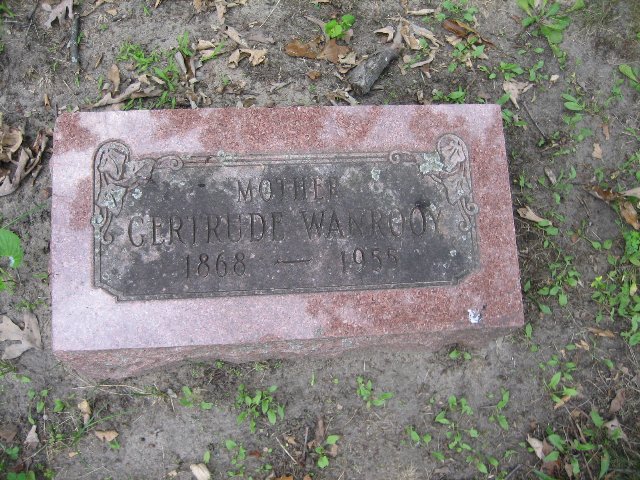 MOTHER
GERTRUDE WANROOY
1868 — 1955